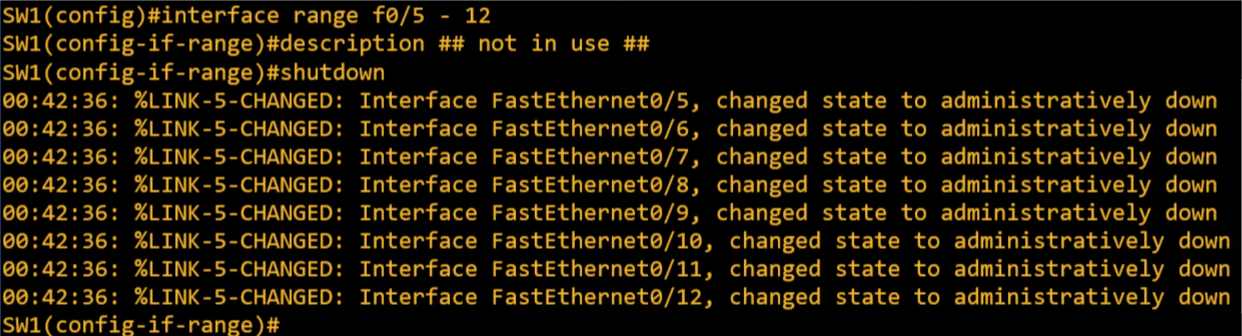 SW1(config)#interface range f0/5 - 12
SW1(config-if-range)#description ## not in use ##
SW1(config-if-range)#shutdown
00:42:36: %LINK-5-CHANGED: Interface FastEthernet0/5, changed state to administratively down
00:42:36: %LINK-5-CHANGED: Interface FastEthernet0/6, changed state to administratively down
00:42:36: %LINK-5-CHANGED: Interface FastEthernet0/7, changed state to administratively down
00:42:36: %LINK-5-CHANGED: Interface FastEthernet0/8, changed state to administratively down
00:42:36: %LINK-5-CHANGED: Interface FastEthernet0/9, changed state to administratively down
00:42:36: %LINK-5-CHANGED: Interface FastEthernet0/10, changed state to administratively down
00:42:36: %LINK-5-CHANGED: Interface FastEthernet0/11, changed state to administratively down
00:42:36: %LINK-5-CHANGED: Interface FastEthernet0/12, changed state to administratively down
SW1(config-if-range)#